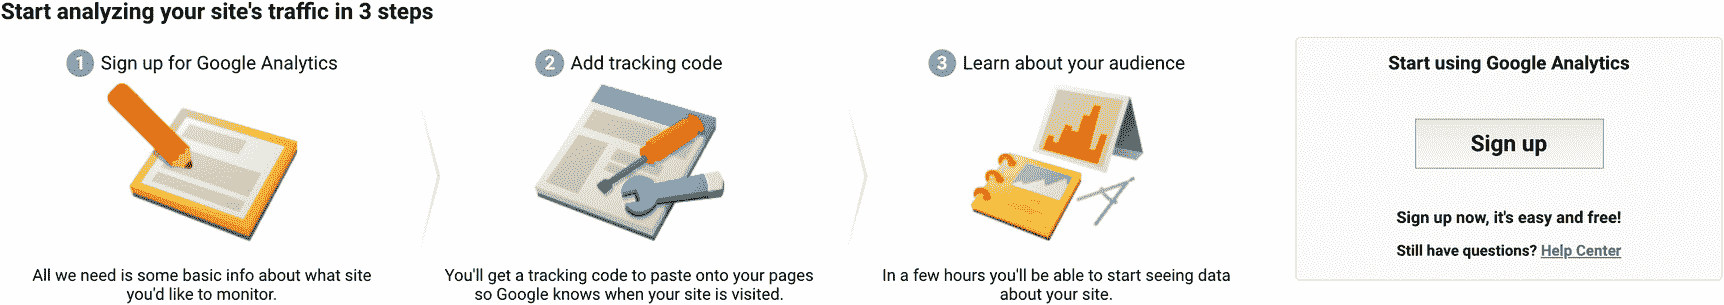 Start analyzing your site's traffic in 3 steps
1 Sign up for Google Analytics
All we need is some basic info about what site
you'd like to monitor.
2 Add tracking code
You'll get a tracking code to paste onto your pages
so Google knows when your site is visited.
3 Learn about your audience
In a few hours you'll be able to start seeing data
about your site.
Start using Google Analytics
Sign up
Sign up now, it's easy and free!
Still have questions? Help Center